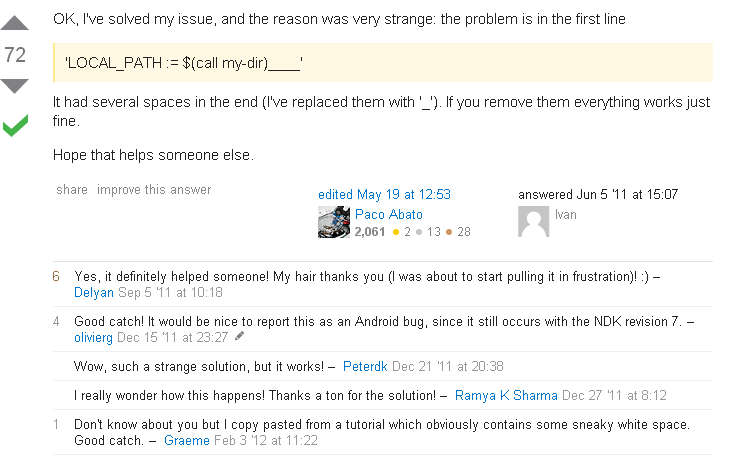 OK, I've solved my issue, and the reason was very strange: the problem is in the first line
72
'LOCAL_PATH := $(call my-dir)____'
It had several spaces in the end (I've replaced them with '_'). If you remove them everything works just
fine.
Hope that helps someone else.
share improve this answer
edited May 19 at 12:53
Paco Abato
2,061 ● 2 ● 13 ● 28
answered Jun 5 '11 at 15:07
Ivan
6 Yes, it definitely helped someone! My hair thanks you (I was about to start pulling it in frustration)! :) –
Delyan Sep 5 '11 at 10:18
4 Good catch! It would be nice to report this as an Android bug, since it still occurs with the NDK revision 7. –
olivierg Dec 15 '11 at 23:27
Wow, such a strange solution, but it works! – Peterdk Dec 21 '11 at 20:38
I really wonder how this happens! Thanks a ton for the solution! – Ramya K Sharma Dec 27 '11 at 8:12
1 Don't know about you but I copy pasted from a tutorial which obviously contains some sneaky white space.
Good catch. – Graeme Feb 3 '12 at 11:22